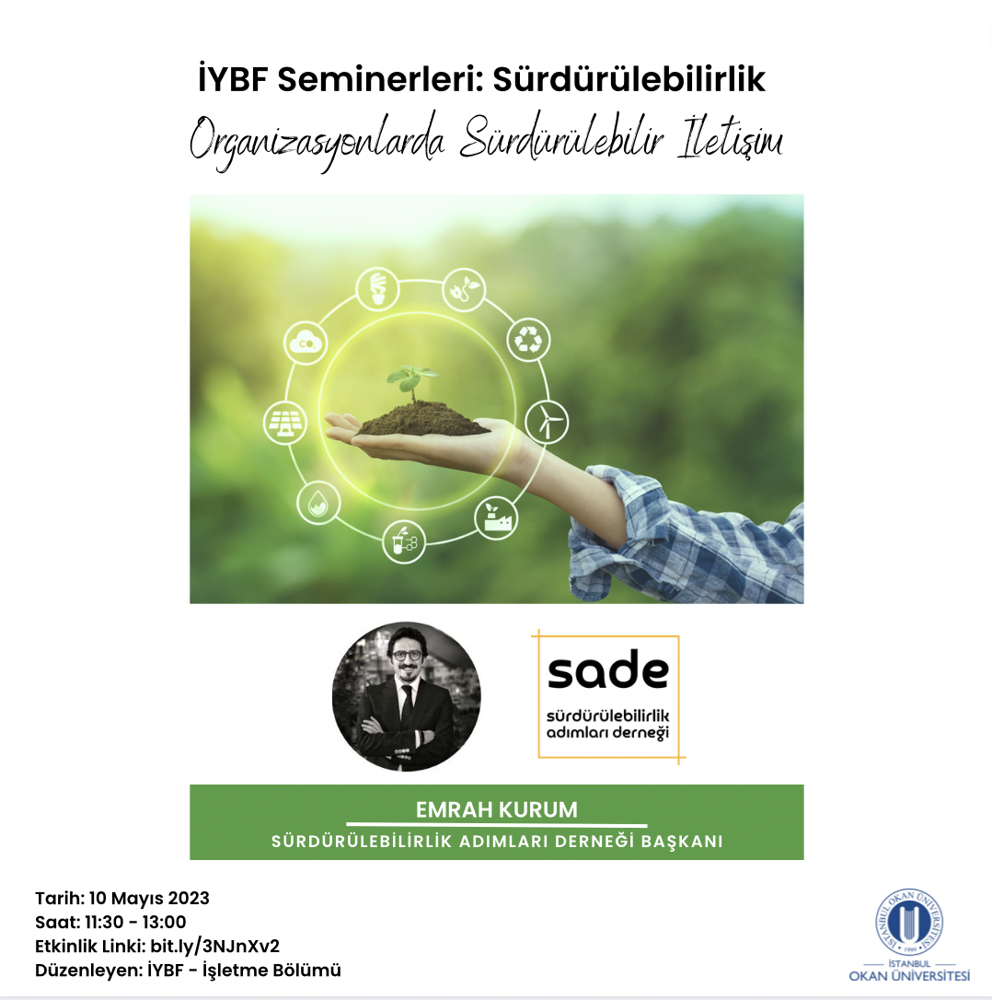 İYBF Seminerleri: Sürdürülebilirlik
Organizasyonlarda Sürdürülebilir İletişim
CO₂
sade
sürdürülebilirlik
adımları derneği
EMRAH KURUM
SÜRDÜRÜLEBİLİRLİK ADIMLARI DERNEĞİ BAŞKANI
Tarih: 10 Mayıs 2023
Saat: 11:30 - 13:00
Etkinlik Linki: bit.ly/3NJnXv2
Düzenleyen: İYBF - İşletme Bölümü
İSTANBUL OKAN ÜNİVERSİTESİ
1999
İSTANBUL
OKAN ÜNİVERSİTESİ